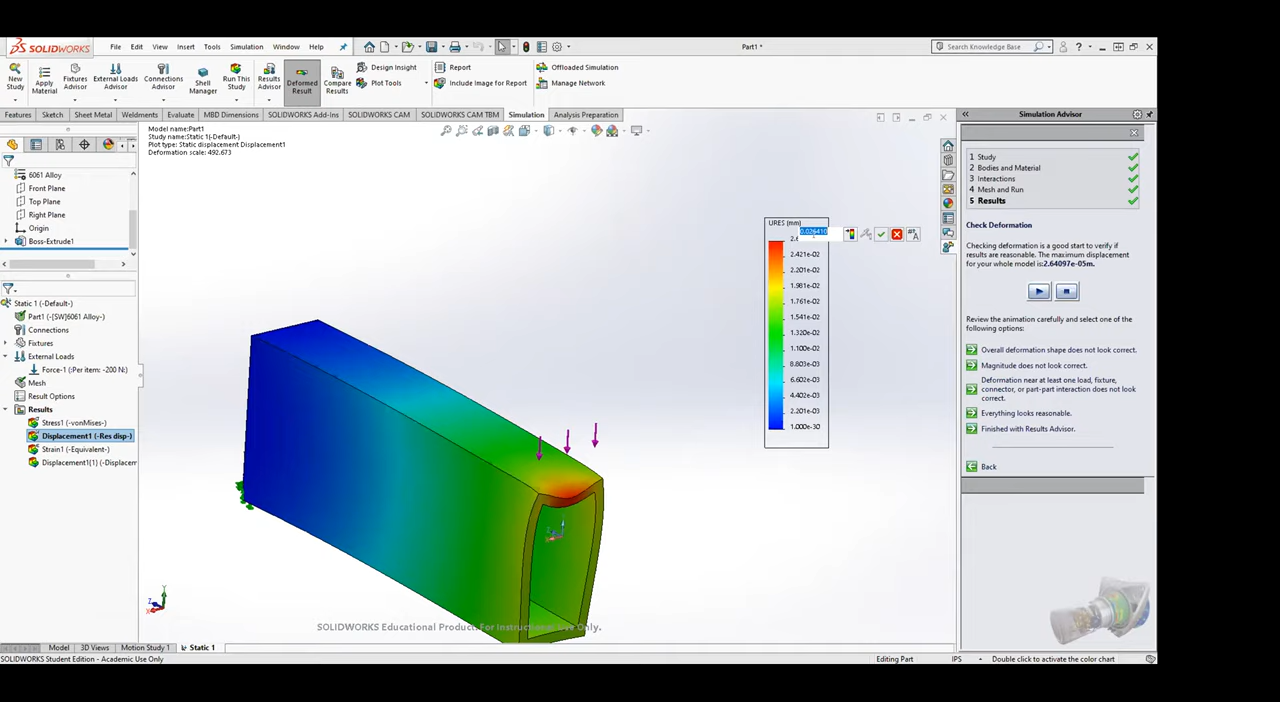 SOLIDWORKS
File Edit View Insert Tools Simulation Window Help
Part1 *
Search Knowledge Base
New Study
Apply Material
Fixtures Advisor
External Loads Advisor
Connections Advisor
Shell Manager
Run This Study
Results Advisor
Deformed Result
Compare Results
Design Insight
Plot Tools
Report
Include Image for Report
Offloaded Simulation
Manage Network
Features Sketch Sheet Metal Weldments Evaluate MBD Dimensions SOLIDWORKS Add-Ins SOLIDWORKS CAM SOLIDWORKS CAM TBM Simulation Analysis Preparation
Model name:Part1
Study name:Static 1(-Default-)
Plot type: Static displacement Displacement1
Deformation scale: 492.673
6061 Alloy
Front Plane
Top Plane
Right Plane
Origin
Boss-Extrude1
Static 1 (-Default-)
Part1 (-[SW]6061 Alloy-)
Connections
Fixtures
External Loads
Force-1 (:Per item: -200 N:)
Mesh
Result Options
Results
Stress1 (-vonMises-)
Displacement1 (-Res disp-)
Strain1 (-Equivalent-)
Displacement1(1) (-Displacem
URES (mm)
0.026410
2.6
2.421e-02
2.201e-02
1.981e-02
1.761e-02
1.541e-02
1.320e-02
1.100e-02
8.803e-03
6.602e-03
4.402e-03
2.201e-03
1.000e-30
Simulation Advisor
1 Study
2 Bodies and Material
3 Interactions
4 Mesh and Run
5 Results
Check Deformation
Checking deformation is a good start to verify if
results are reasonable. The maximum displacement
for your whole model is:2.64097e-05m.
Review the animation carefully and select one of the
following options:
Overall deformation shape does not look correct.
Magnitude does not look correct.
Deformation near at least one load, fixture,
connector, or part-part interaction does not look
correct.
Everything looks reasonable.
Finished with Results Advisor.
Back
SOLIDWORKS Educational Product. For Instructional Use Only.
Model 3D Views Motion Study 1 Static 1
SOLIDWORKS Student Edition - Academic Use Only
Editing Part
IPS
Double click to activate the color chart